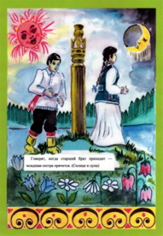 Говорят, когда старший брат приходит —
младшая сестра прячется. (Солнце и луна)